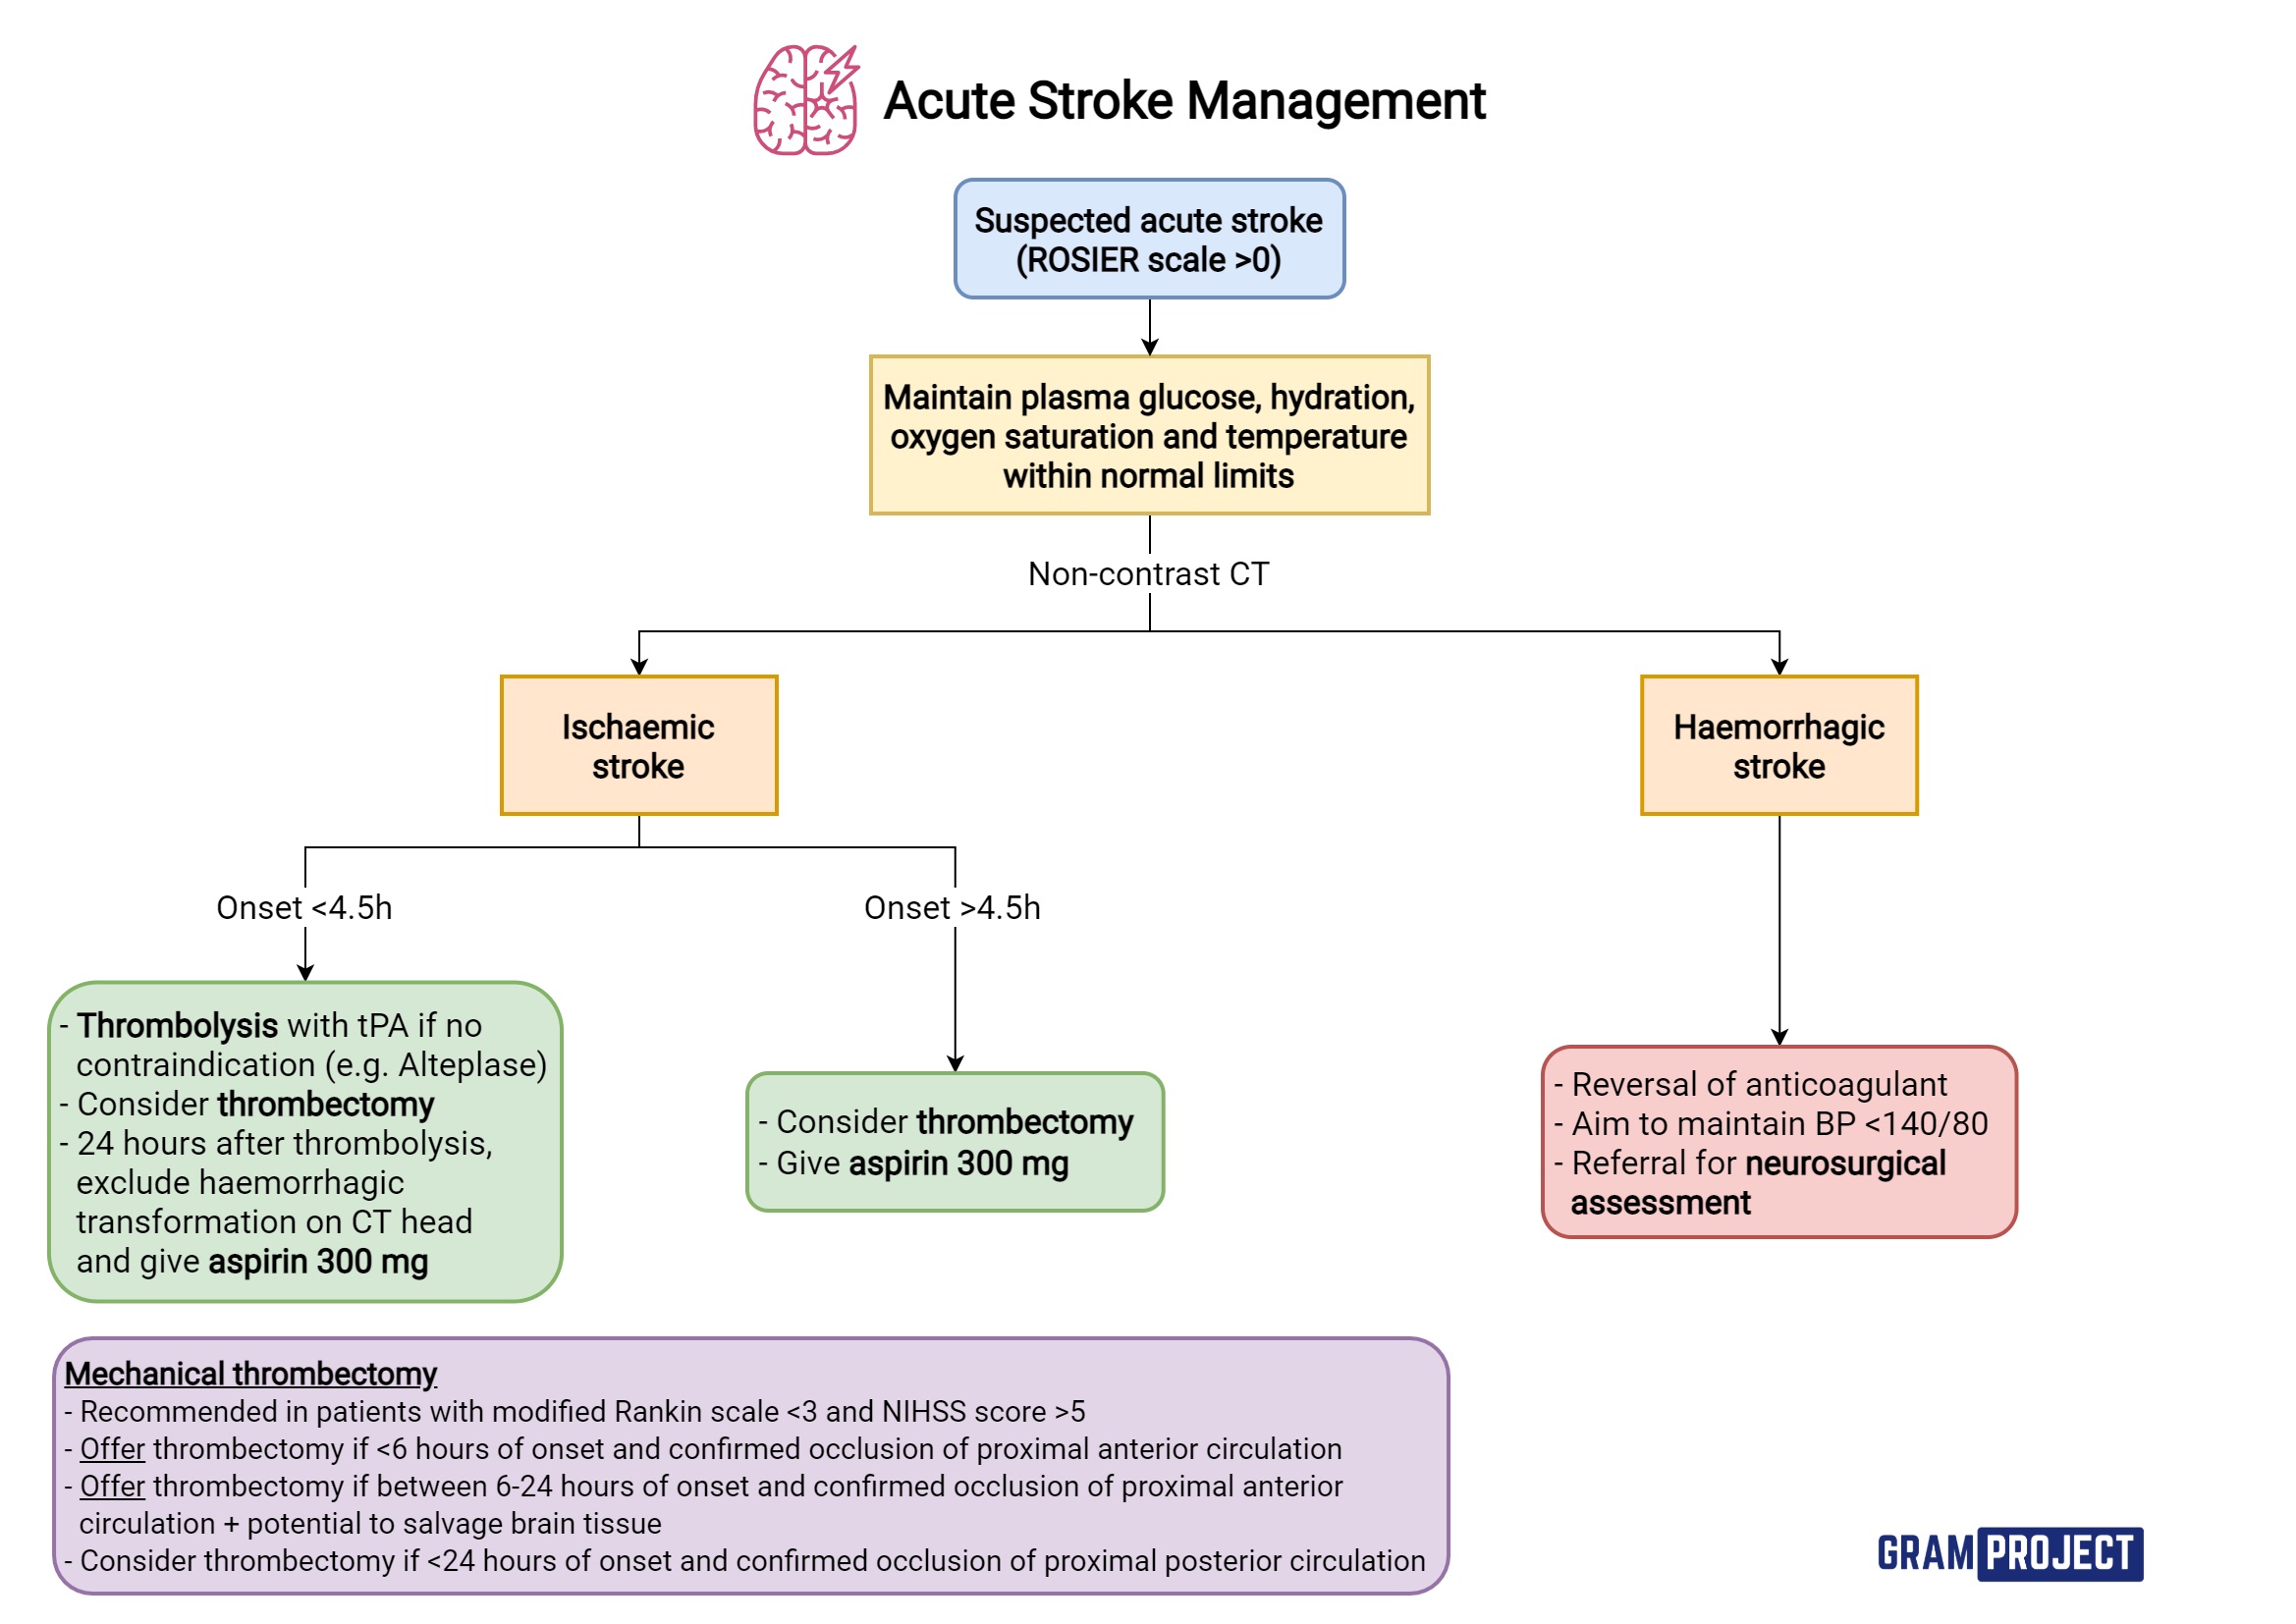 Acute Stroke Management
Suspected acute stroke
(ROSIER scale >0)
Maintain plasma glucose, hydration,
oxygen saturation and temperature
within normal limits
Non-contrast CT
Ischaemic
stroke
Haemorrhagic
stroke
Onset <4.5h
Onset >4.5h
- Thrombolysis with tPA if no
contraindication (e.g. Alteplase)
- Consider thrombectomy
- 24 hours after thrombolysis,
exclude haemorrhagic
transformation on CT head
and give aspirin 300 mg
- Consider thrombectomy
- Give aspirin 300 mg
- Reversal of anticoagulant
- Aim to maintain BP <140/80
- Referral for neurosurgical
assessment
Mechanical thrombectomy
- Recommended in patients with modified Rankin scale <3 and NIHSS score >5
- Offer thrombectomy if <6 hours of onset and confirmed occlusion of proximal anterior circulation
- Offer thrombectomy if between 6-24 hours of onset and confirmed occlusion of proximal anterior
circulation + potential to salvage brain tissue
- Consider thrombectomy if <24 hours of onset and confirmed occlusion of proximal posterior circulation
GRAM PROJECT